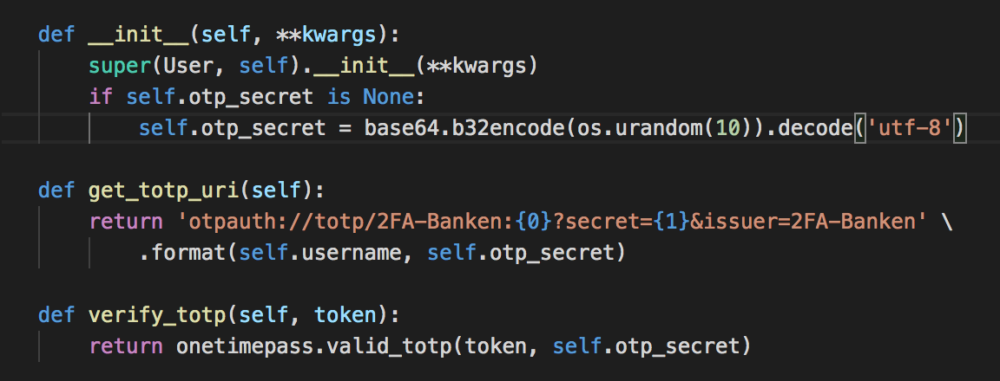 def __init__(self, **kwargs):
super(User, self).__init__(**kwargs)
if self.otp_secret is None:
self.otp_secret = base64.b32encode(os.urandom(10)).decode('utf-8')
def get_totp_uri(self):
return 'otpauth://totp/2FA-Banken:{0}?secret={1}&issuer=2FA-Banken' \
.format(self.username, self.otp_secret)
def verify_totp(self, token):
return onetimepass.valid_totp(token, self.otp_secret)